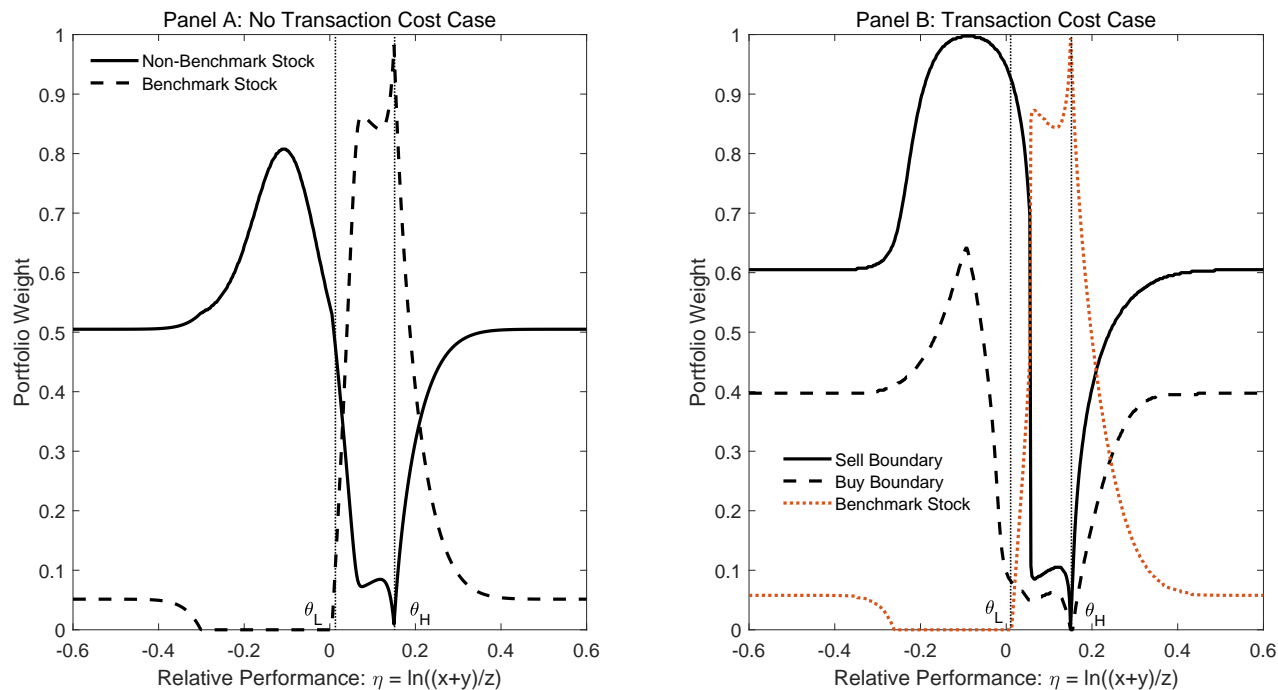 Panel A: No Transaction Cost Case
1
0.9
0.8
0.7
0.6
0.5
0.4
0.3
0.2
0.1
0
Portfolio Weight
Non-Benchmark Stock
Benchmark Stock
θL
θH
-0.6 -0.4 -0.2 0 0.2 0.4 0.6
Relative Performance: η = ln((x+y)/z)
Panel B: Transaction Cost Case
1
0.9
0.8
0.7
0.6
0.5
0.4
0.3
0.2
0.1
0
Portfolio Weight
Sell Boundary
Buy Boundary
Benchmark Stock
θL
θH
-0.6 -0.4 -0.2 0 0.2 0.4 0.6
Relative Performance: η = ln((x+y)/z)